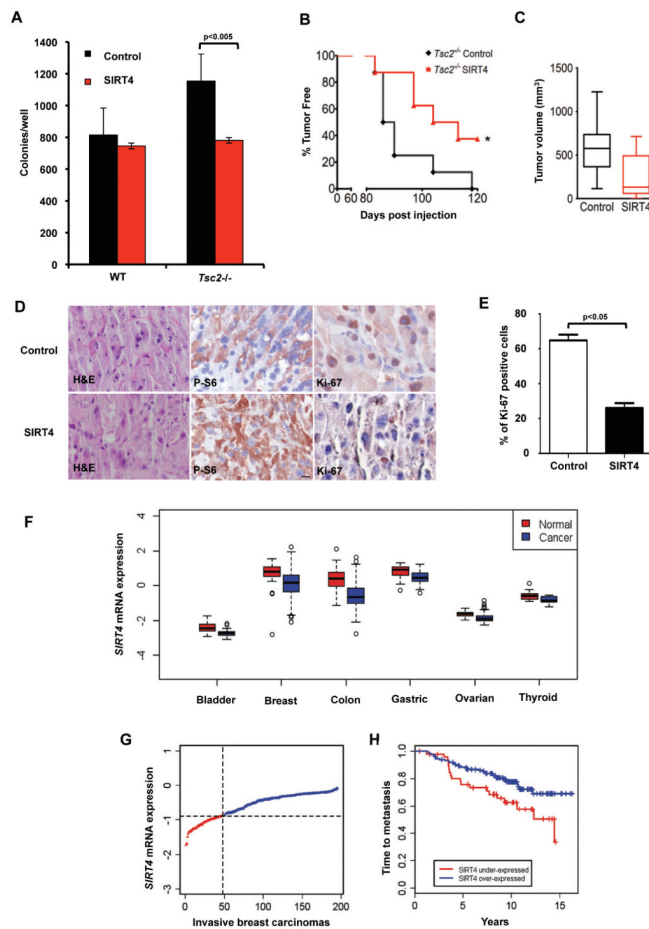 A
p<0.005
Control
SIRT4
Colonies/well
1400
1200
1000
800
600
400
200
0
WT
Tsc2-/-
B
Tsc2-/- Control
Tsc2-/- SIRT4
% Tumor Free
100
80
60
40
20
0
*
0 60 80 100 120
Days post injection
C
Tumor volume (mm3)
1500
1000
500
0
Control SIRT4
D
Control
H&E
P-S6
Ki-67
SIRT4
H&E
P-S6
Ki-67
E
p<0.05
% of Ki-67 positive cells
80
60
40
20
0
Control SIRT4
F
Normal
Cancer
SIRT4 mRNA expression
4
2
0
-2
-4
Bladder Breast Colon Gastric Ovarian Thyroid
G
SIRT4 mRNA expression
1
0
-1
-2
-3
0 50 100 150 200
Invasive breast carcinomas
H
Time to metastasis
1.0
0.8
0.6
0.4
0.2
0.0
SIRT4 under-expressed
SIRT4 over-expressed
0 5 10 15
Years